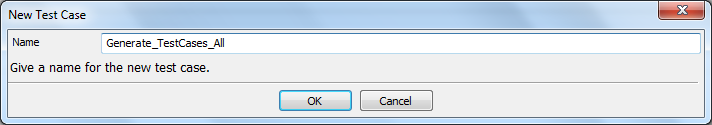 New Test Case
Name Generate_TestCases_All
Give a name for the new test case.
OK Cancel